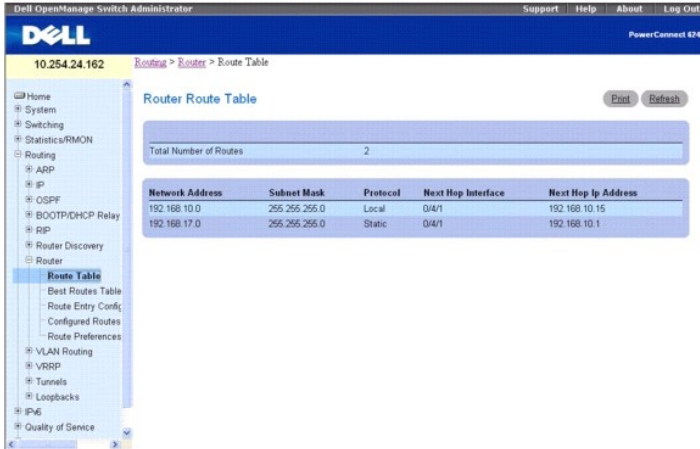 Dell OpenManage Switch Administrator
Support Help About Log Out
DELL
PowerConnect 624
10.254.24.162
Routing > Router > Route Table
Home
System
Switching
Statistics/RMON
Routing
ARP
IP
OSPF
BOOTP/DHCP Relay
RIP
Router Discovery
Router
Route Table
Best Routes Table
Route Entry Config
Configured Routes
Route Preferences
VLAN Routing
VRRP
Tunnels
Loopbacks
IPv6
Quality of Service
Router Route Table
Print Refresh
Total Number of Routes 2
Network Address Subnet Mask Protocol Next Hop Interface Next Hop Ip Address
192.168.10.0 255.255.255.0 Local 0/4/1 192.168.10.15
192.168.17.0 255.255.255.0 Static 0/4/1 192.168.10.1